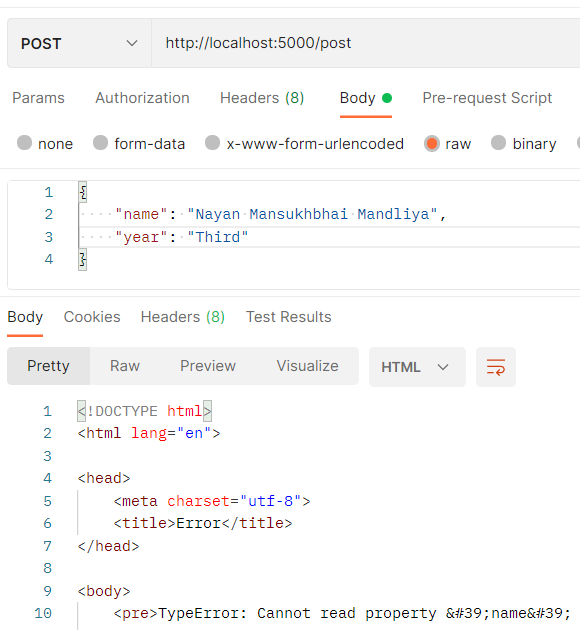 POST http://localhost:5000/post
Params Authorization Headers (8) Body Pre-request Script
none form-data x-www-form-urlencoded raw binary
1 {
2 ····"name":·"Nayan·Mansukhbhai·Mandliya",
3 ····"year":·"Third"
4 }
Body Cookies Headers (8) Test Results
Pretty Raw Preview Visualize HTML
1 <!DOCTYPE html>
2 <html lang="en">
3
4 <head>
5 <meta charset="utf-8">
6 <title>Error</title>
7 </head>
8
9 <body>
10 <pre>TypeError: Cannot read property &#39;name&#39;